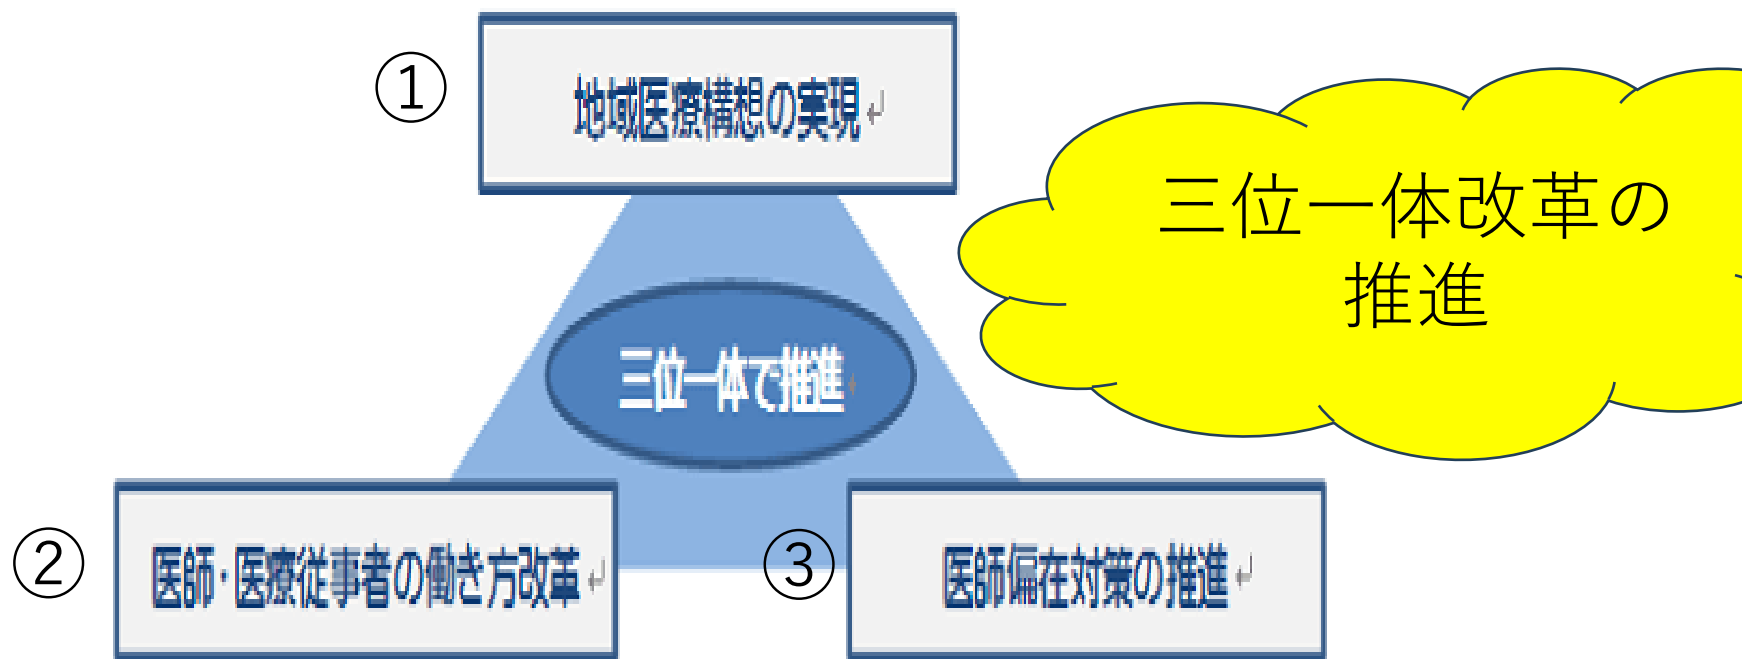 ①
地域医療構想の実現
三位一体改革の
推進
三位一体で推進
②
医師・医療従事者の働き方改革
③
医師偏在対策の推進